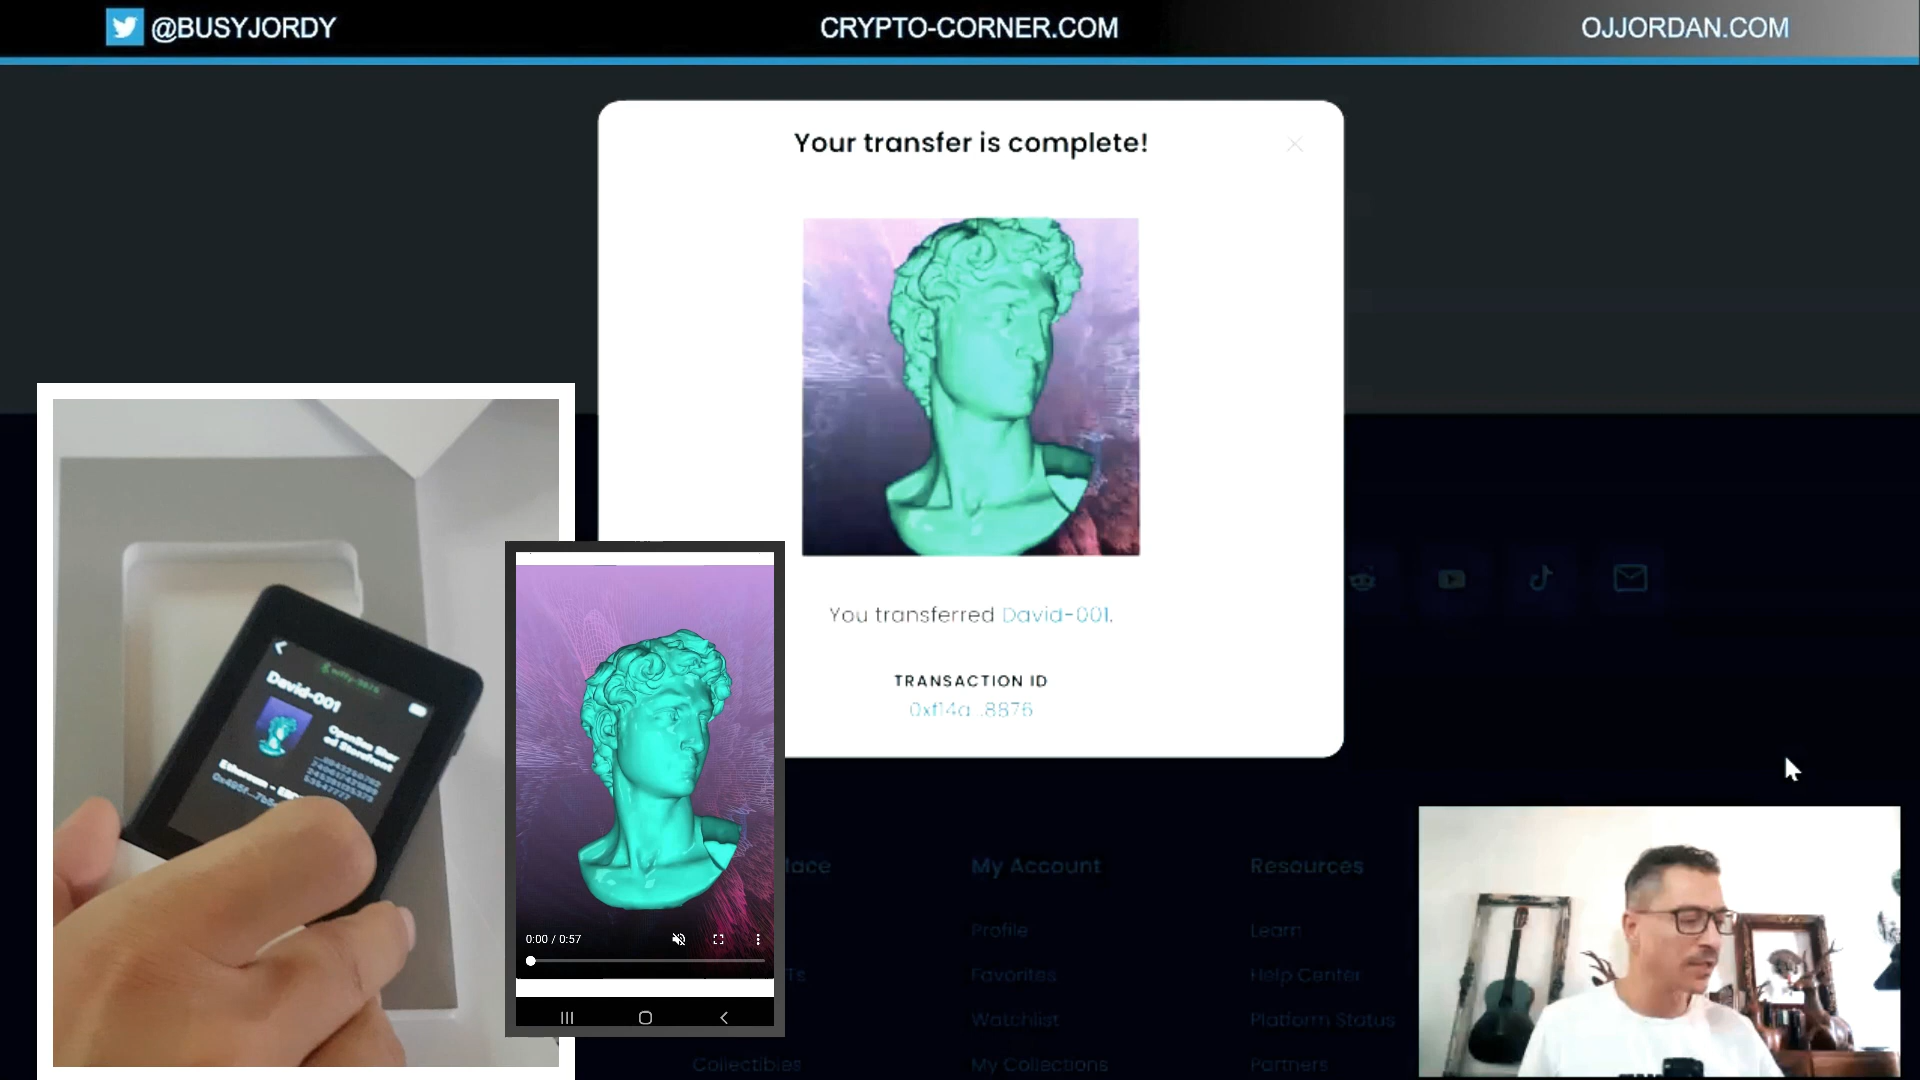 @BUSYJORDY
CRYPTO-CORNER.COM
OJJORDAN.COM
Your transfer is complete!
You transferred David-001.
TRANSACTION ID
0xf14a...8876
David-001
0:00 / 0:57
lace
My Account
Resources
Profile
Learn
Ts
Favorites
Help Center
Watchlist
Platform Status
Collectibles
My Collections
Partners